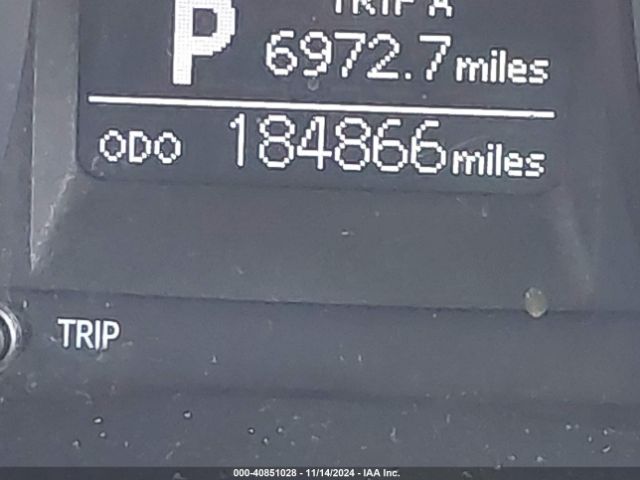 TRIP A
P 6972.7 miles
ODO 184866 miles
TRIP
000-40851028 - 11/14/2024 - IAA Inc.